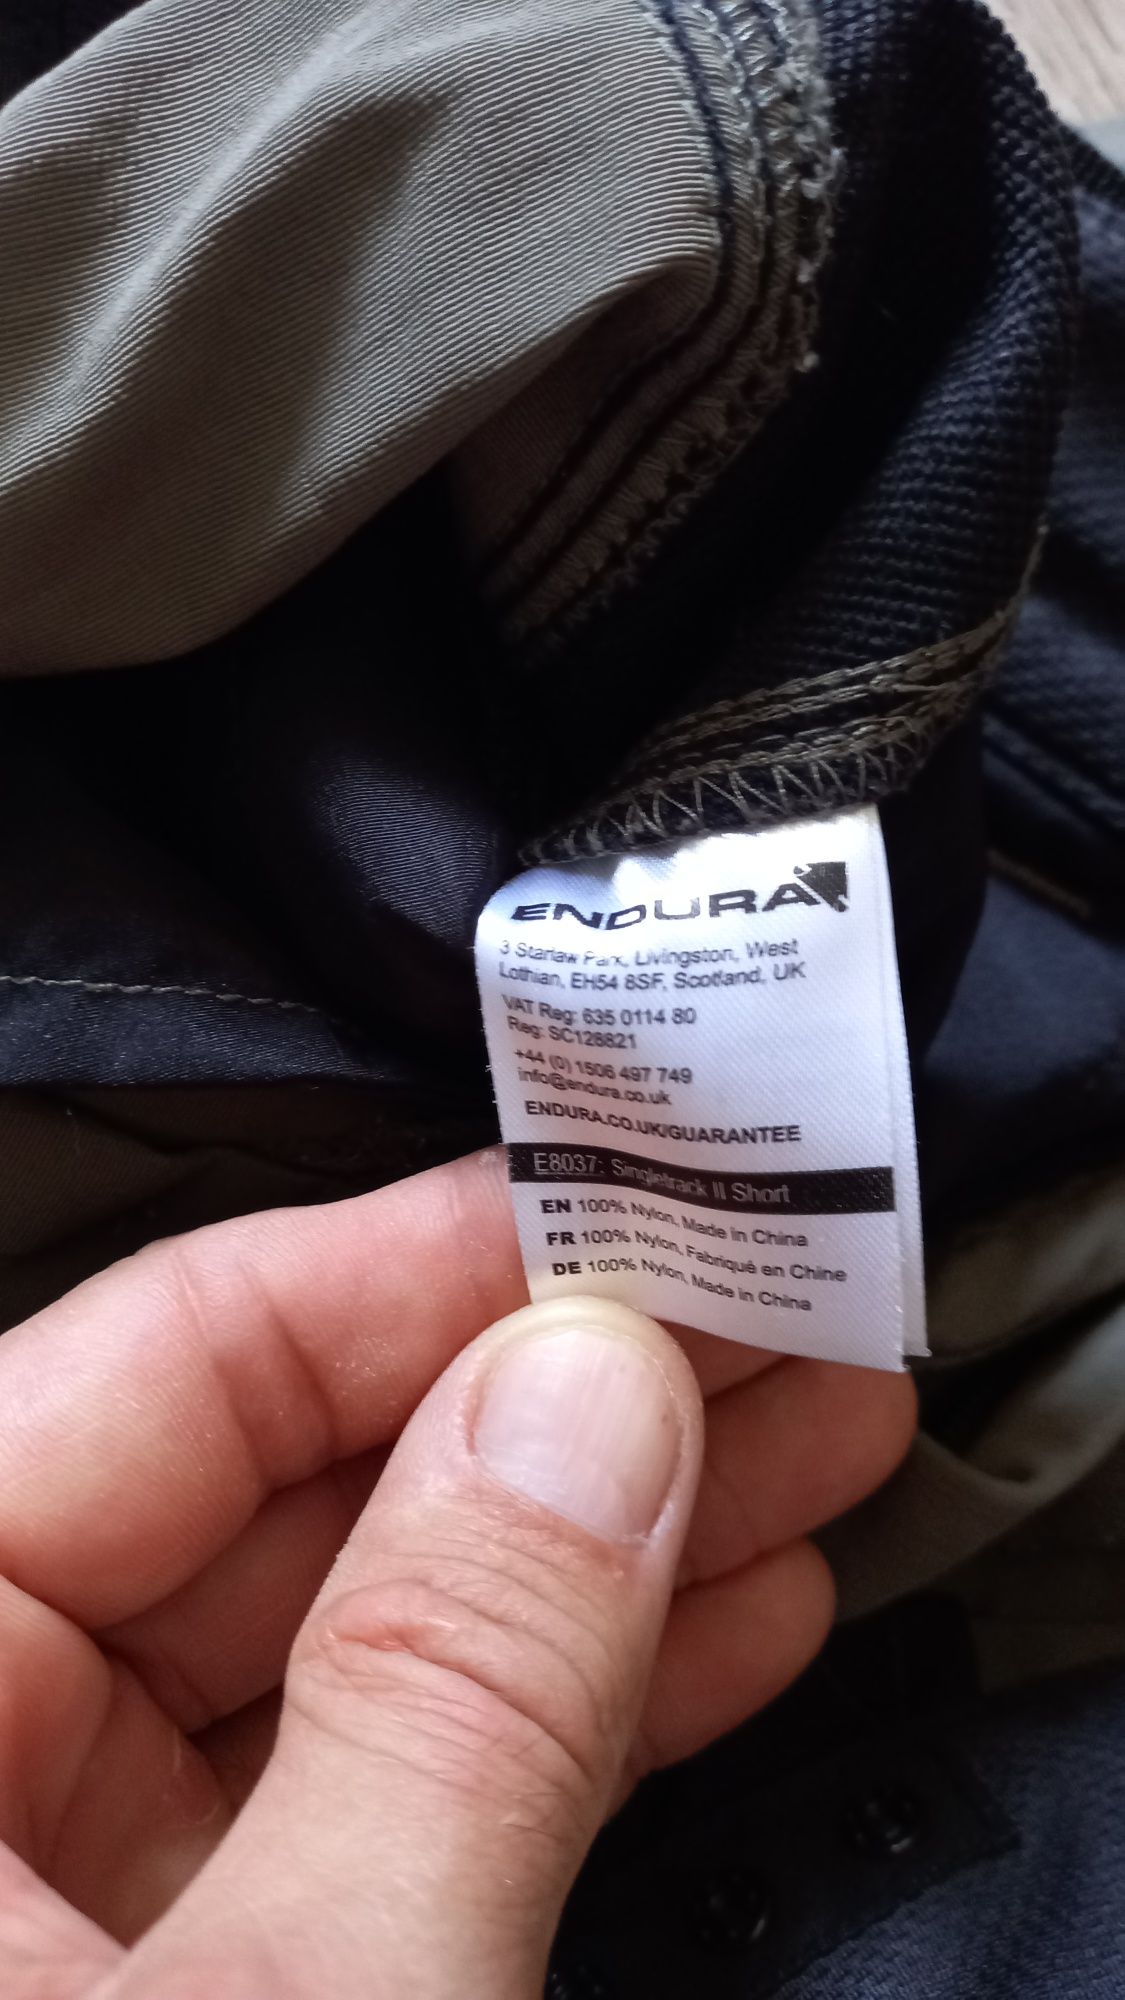 ENDURA
3 Starlaw Park, Livingston, West
Lothian, EH54 8SF, Scotland, UK
VAT Reg: 635 0114 80
Reg: SC128821
+44 (0) 1506 497 749
info@endura.co.uk
ENDURA.CO.UK/GUARANTEE
E8037: Singletrack II Short
EN 100% Nylon, Made in China
FR 100% Nylon, Fabriqué en Chine
DE 100% Nylon, Made in China